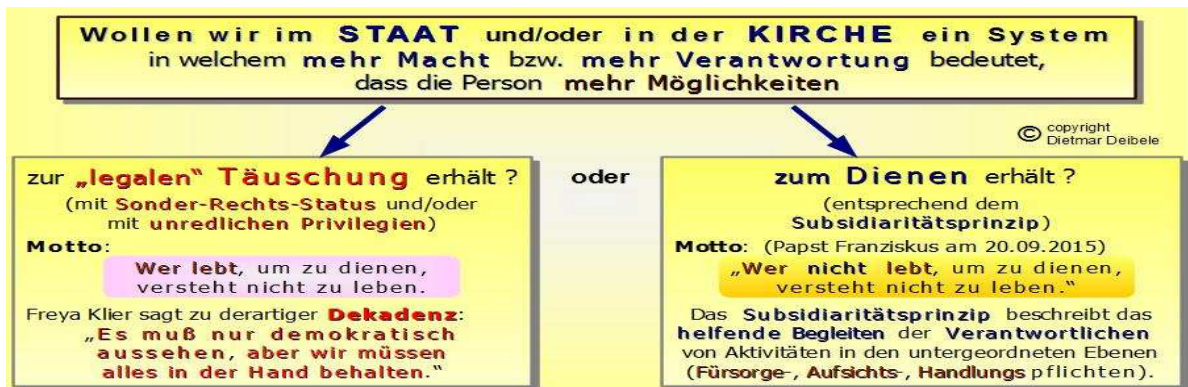 Wollen wir im STAAT und/oder in der KIRCHE ein System
in welchem mehr Macht bzw. mehr Verantwortung bedeutet,
dass die Person mehr Möglichkeiten
© copyright
Dietmar Deibele
zur „legalen“ Täuschung erhält ?
(mit Sonder-Rechts-Status und/oder
mit unredlichen Privilegien)
Motto:
Wer lebt, um zu dienen,
versteht nicht zu leben.
Freya Klier sagt zu derartiger Dekadenz:
„Es muß nur demokratisch
aussehen, aber wir müssen
alles in der Hand behalten.“
oder
zum Dienen erhält ?
(entsprechend dem
Subsidiaritätsprinzip)
Motto: (Papst Franziskus am 20.09.2015)
„Wer nicht lebt, um zu dienen,
versteht nicht zu leben.“
Das Subsidiaritätsprinzip beschreibt das
helfende Begleiten der Verantwortlichen
von Aktivitäten in den untergeordneten Ebenen
(Fürsorge-, Aufsichts-, Handlungspflichten).